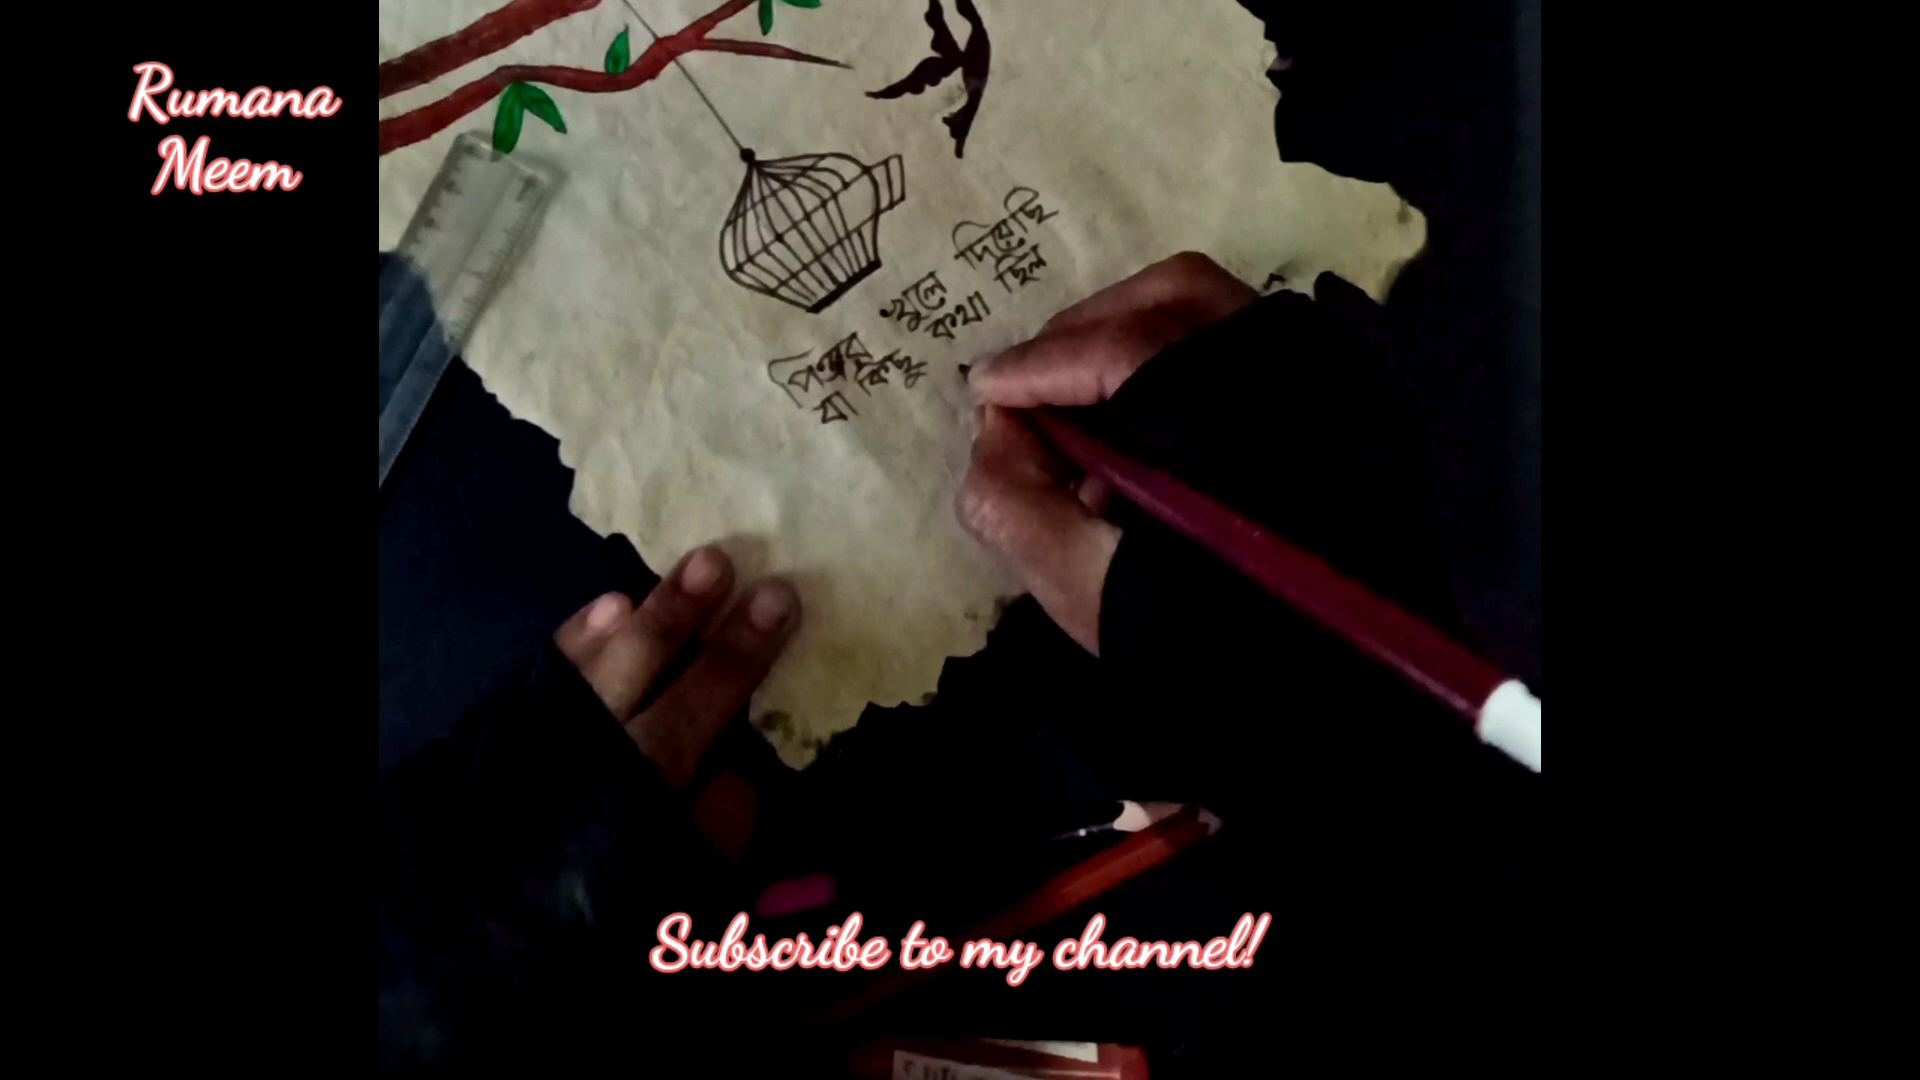 Rumana
Meem
পিঞ্জর খুলে দিয়েছি
যা কিছু কথা ছিল
Subscribe to my channel!